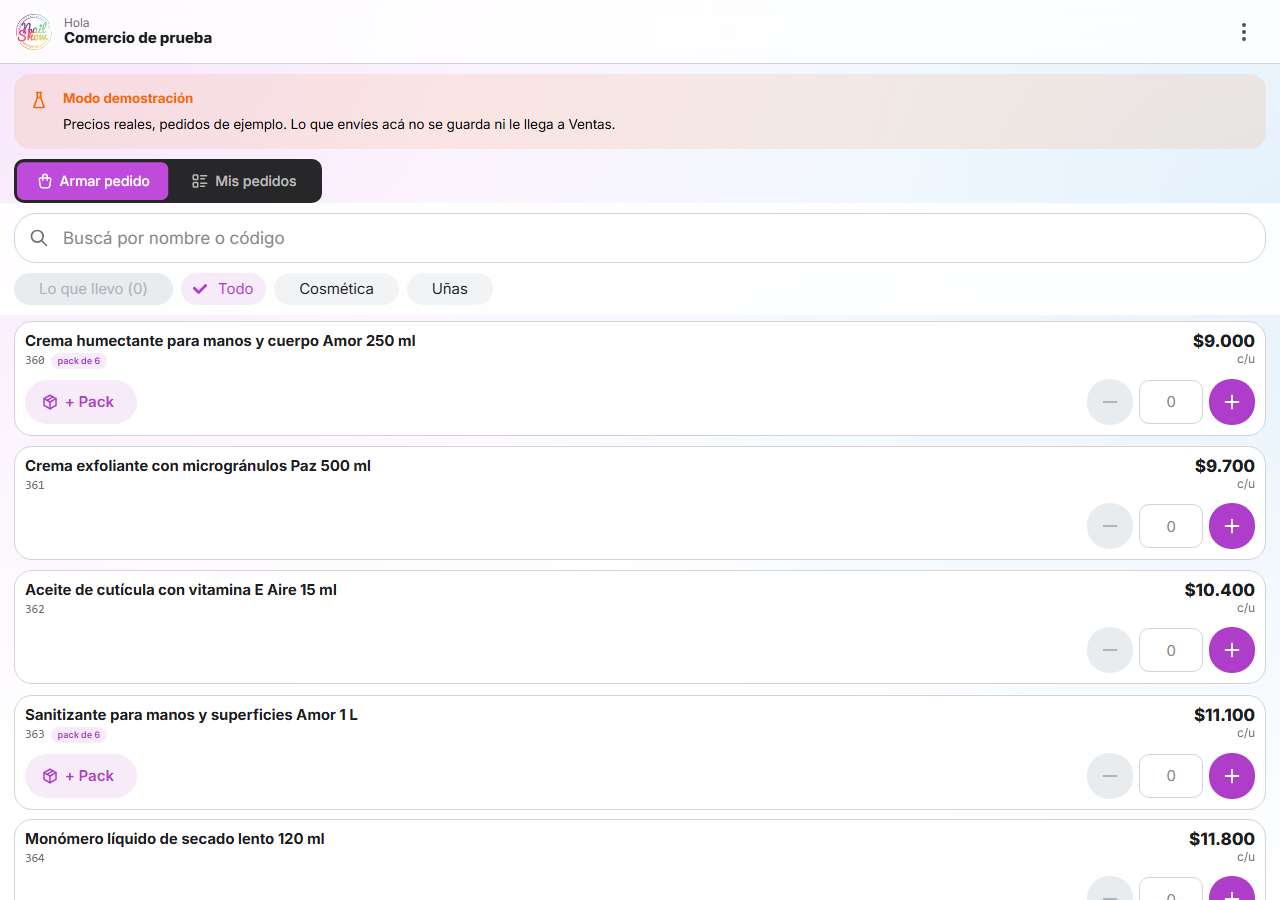 Nail Show
Hola
Comercio de prueba
Modo demostración
Precios reales, pedidos de ejemplo. Lo que envíes acá no se guarda ni le llega a Ventas.
Armar pedido
Mis pedidos
Buscá por nombre o código
Lo que llevo (0)
Todo
Cosmética
Uñas
Crema humectante para manos y cuerpo Amor 250 ml
$9.000
360
pack de 6
c/u
+ Pack
0
Crema exfoliante con microgránulos Paz 500 ml
$9.700
361
c/u
0
Aceite de cutícula con vitamina E Aire 15 ml
$10.400
362
c/u
0
Sanitizante para manos y superficies Amor 1 L
$11.100
363
pack de 6
c/u
+ Pack
0
Monómero líquido de secado lento 120 ml
$11.800
364
c/u
0